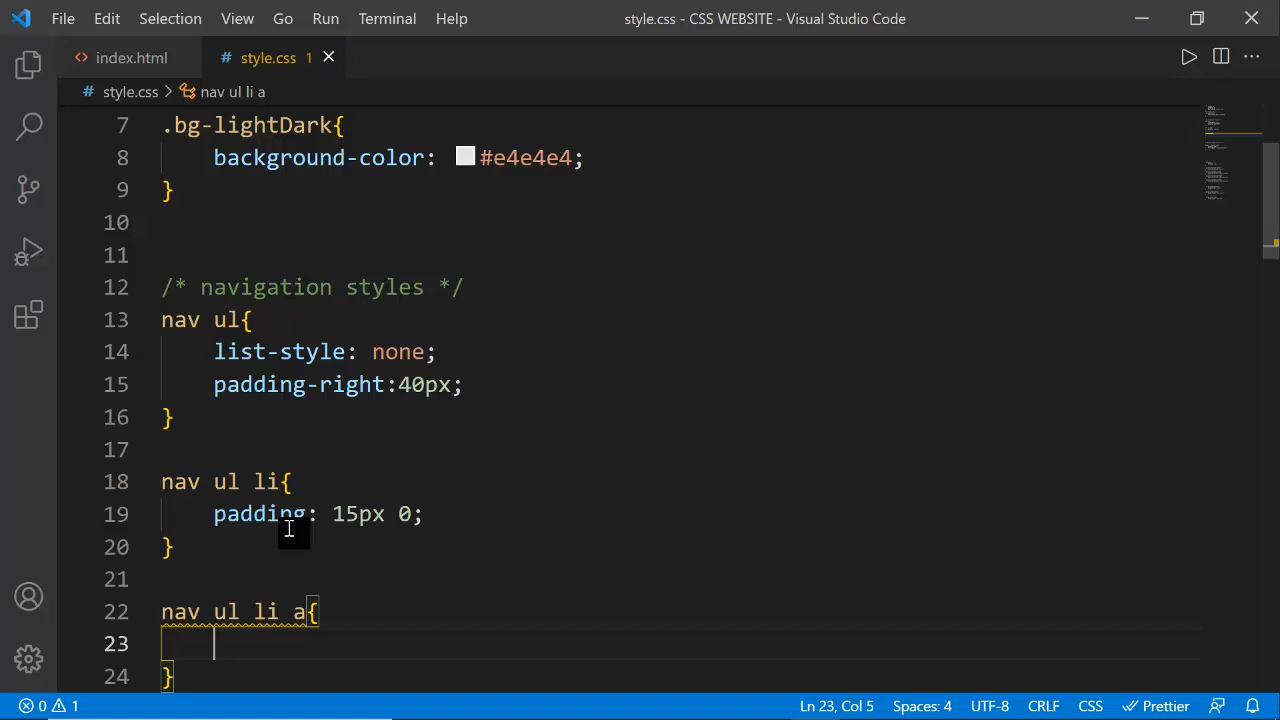 File Edit Selection View Go Run Terminal Help style.css - CSS WEBSITE - Visual Studio Code
index.html # style.css 1
# style.css > nav ul li a
7 .bg-lightDark{
8 background-color: #e4e4e4;
9 }
10
11
12 /* navigation styles */
13 nav ul{
14 list-style: none;
15 padding-right:40px;
16 }
17
18 nav ul li{
19 padding: 15px 0;
20 }
21
22 nav ul li a{
23
24 }
0 1 Ln 23, Col 5 Spaces: 4 UTF-8 CRLF CSS Prettier